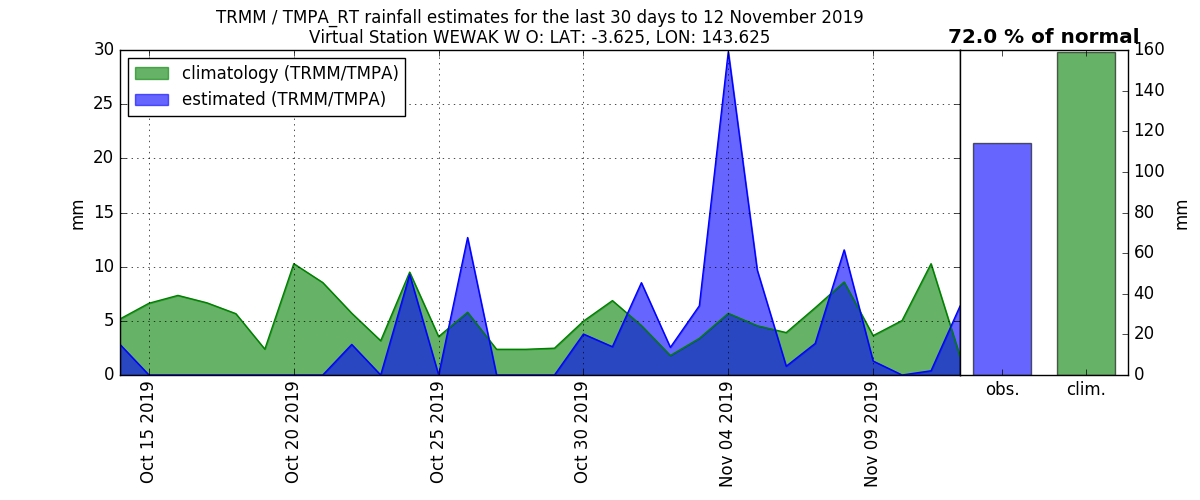 TRMM / TMPA_RT rainfall estimates for the last 30 days to 12 November 2019
Virtual Station WEWAK W O: LAT: -3.625, LON: 143.625
72.0 % of normal
climatology (TRMM/TMPA)
estimated (TRMM/TMPA)
30
25
20
15
10
5
0
mm
160
140
120
100
80
60
40
20
0
mm
Oct 15 2019
Oct 20 2019
Oct 25 2019
Oct 30 2019
Nov 04 2019
Nov 09 2019
obs.
clim.